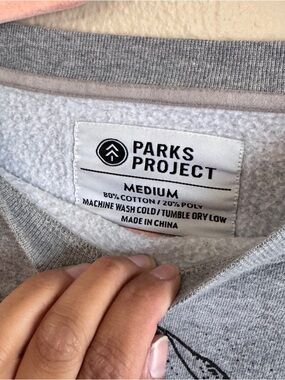 PARKS
PROJECT
MEDIUM
80% COTTON / 20% POLY
MACHINE WASH COLD / TUMBLE DRY LOW
MADE IN CHINA